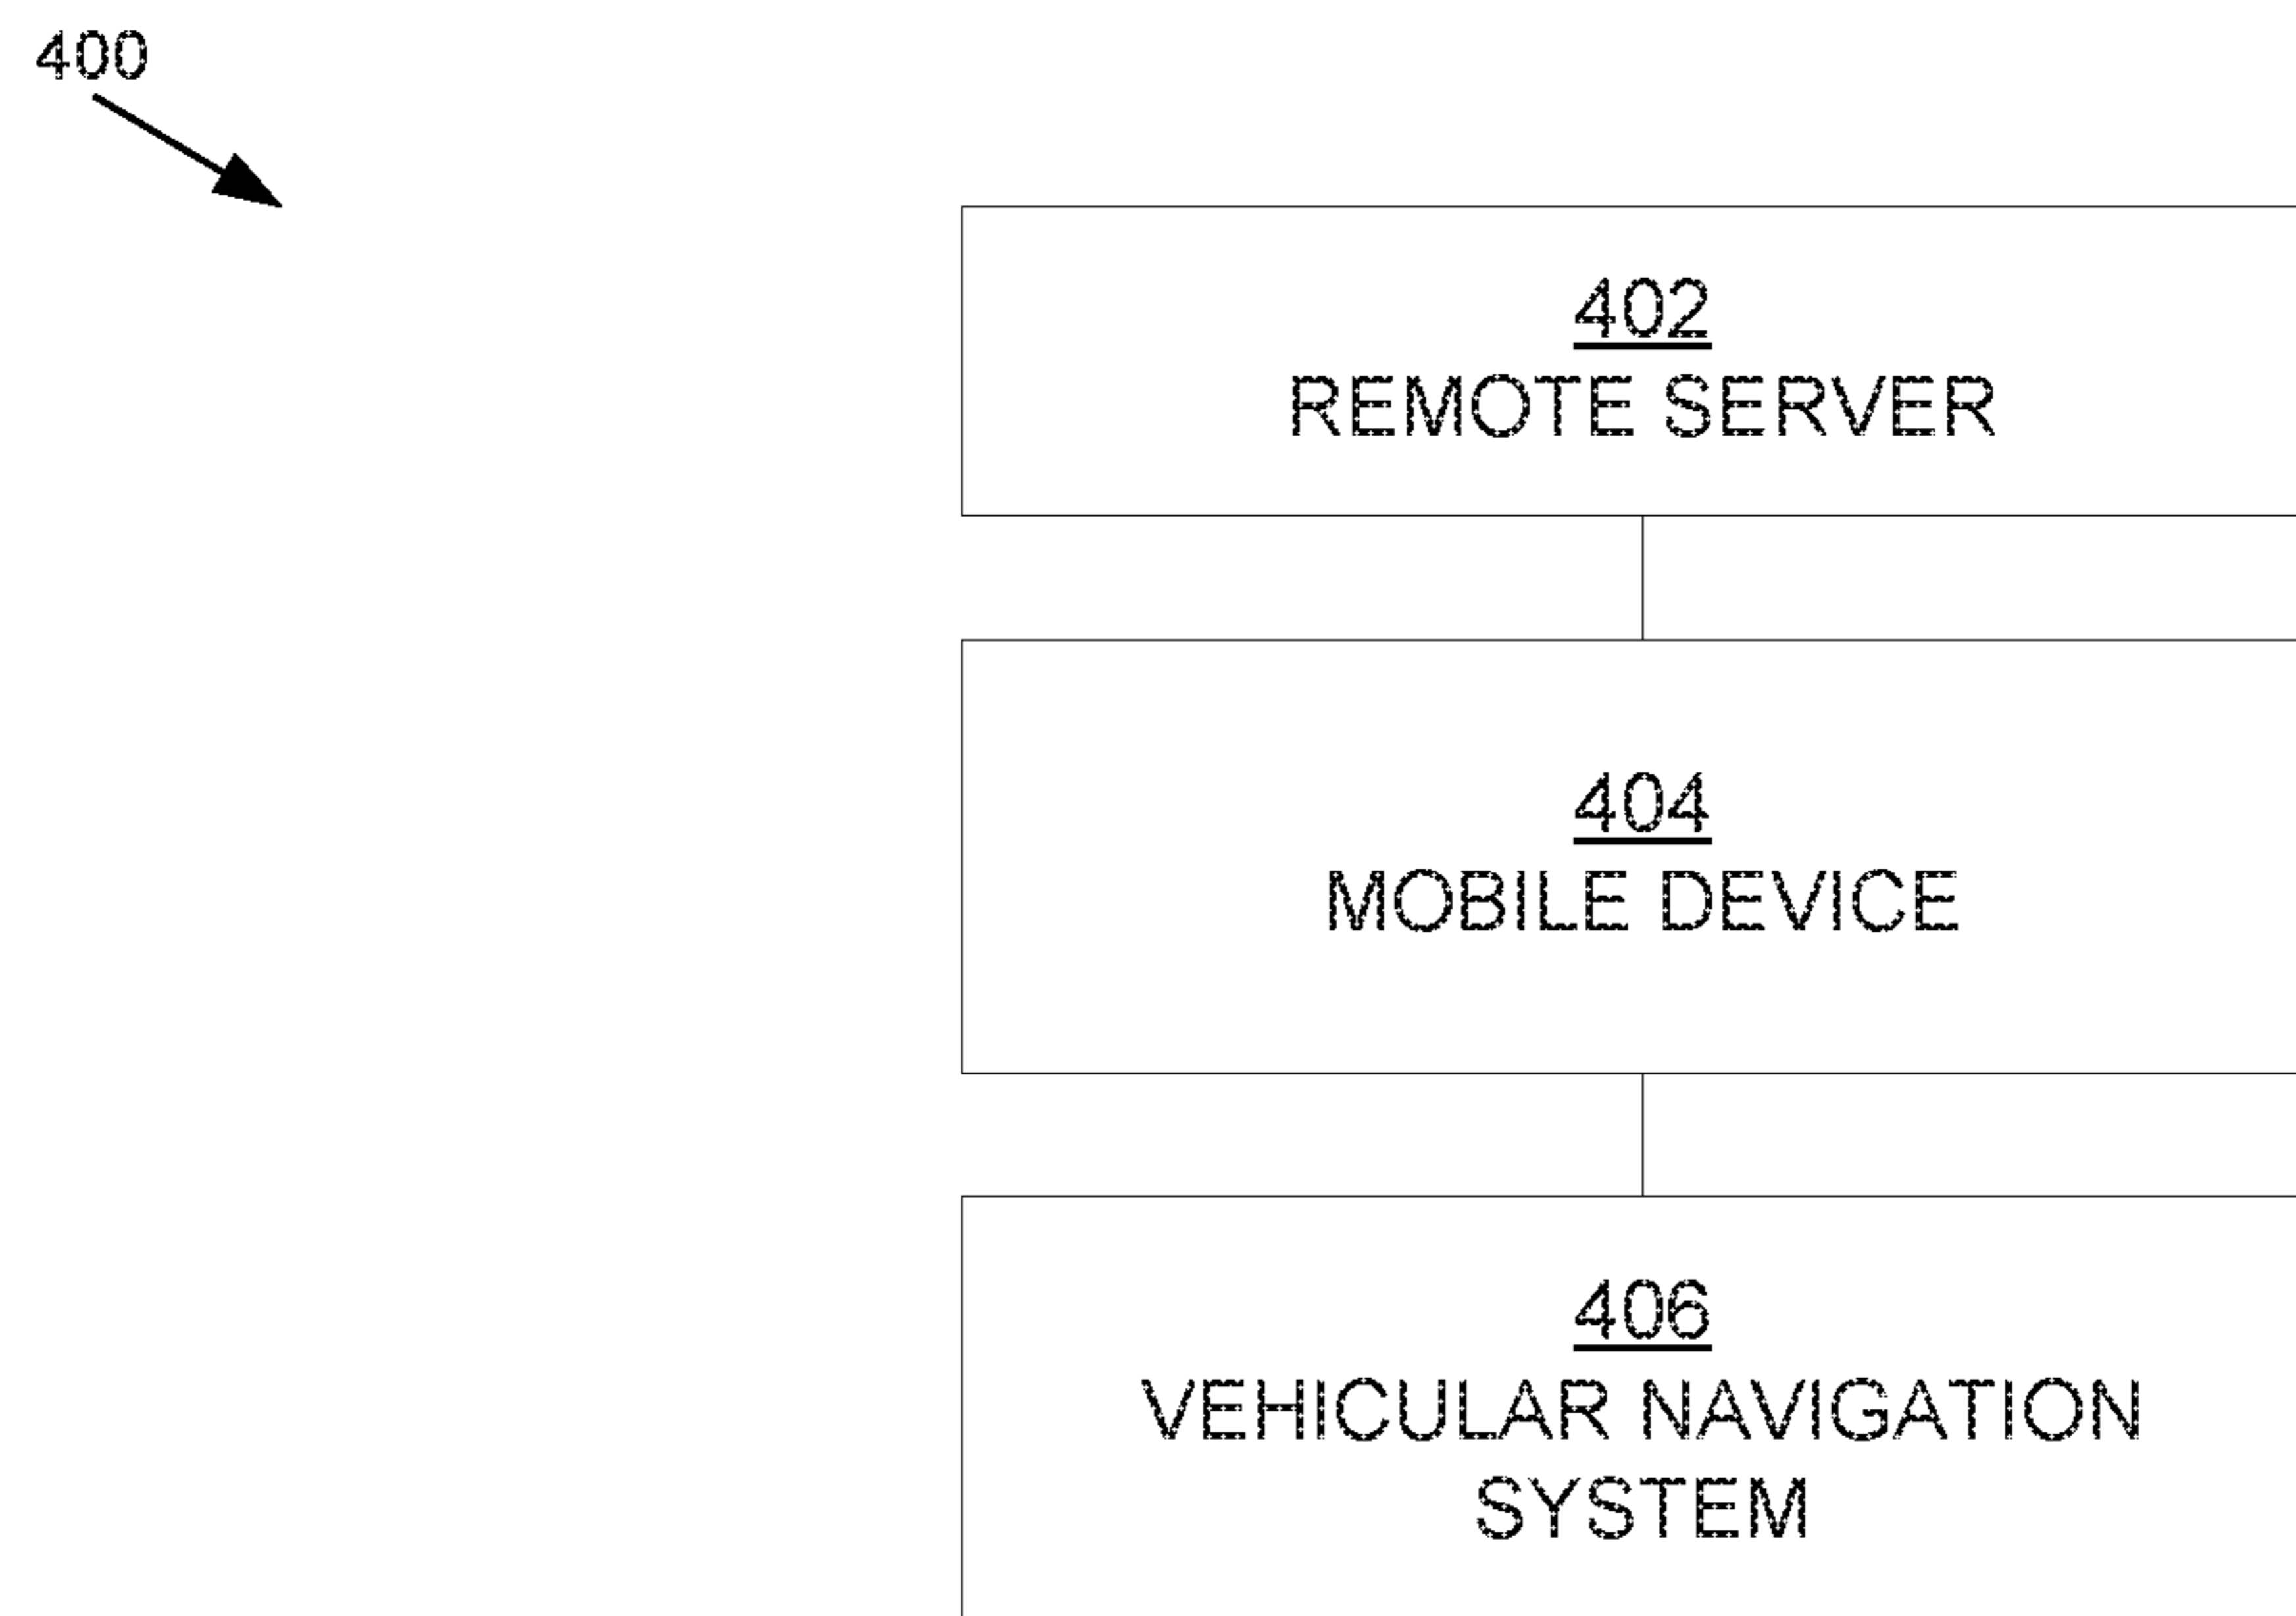 400
402
REMOTE SERVER
404
MOBILE DEVICE
406
VEHICULAR NAVIGATION
SYSTEM